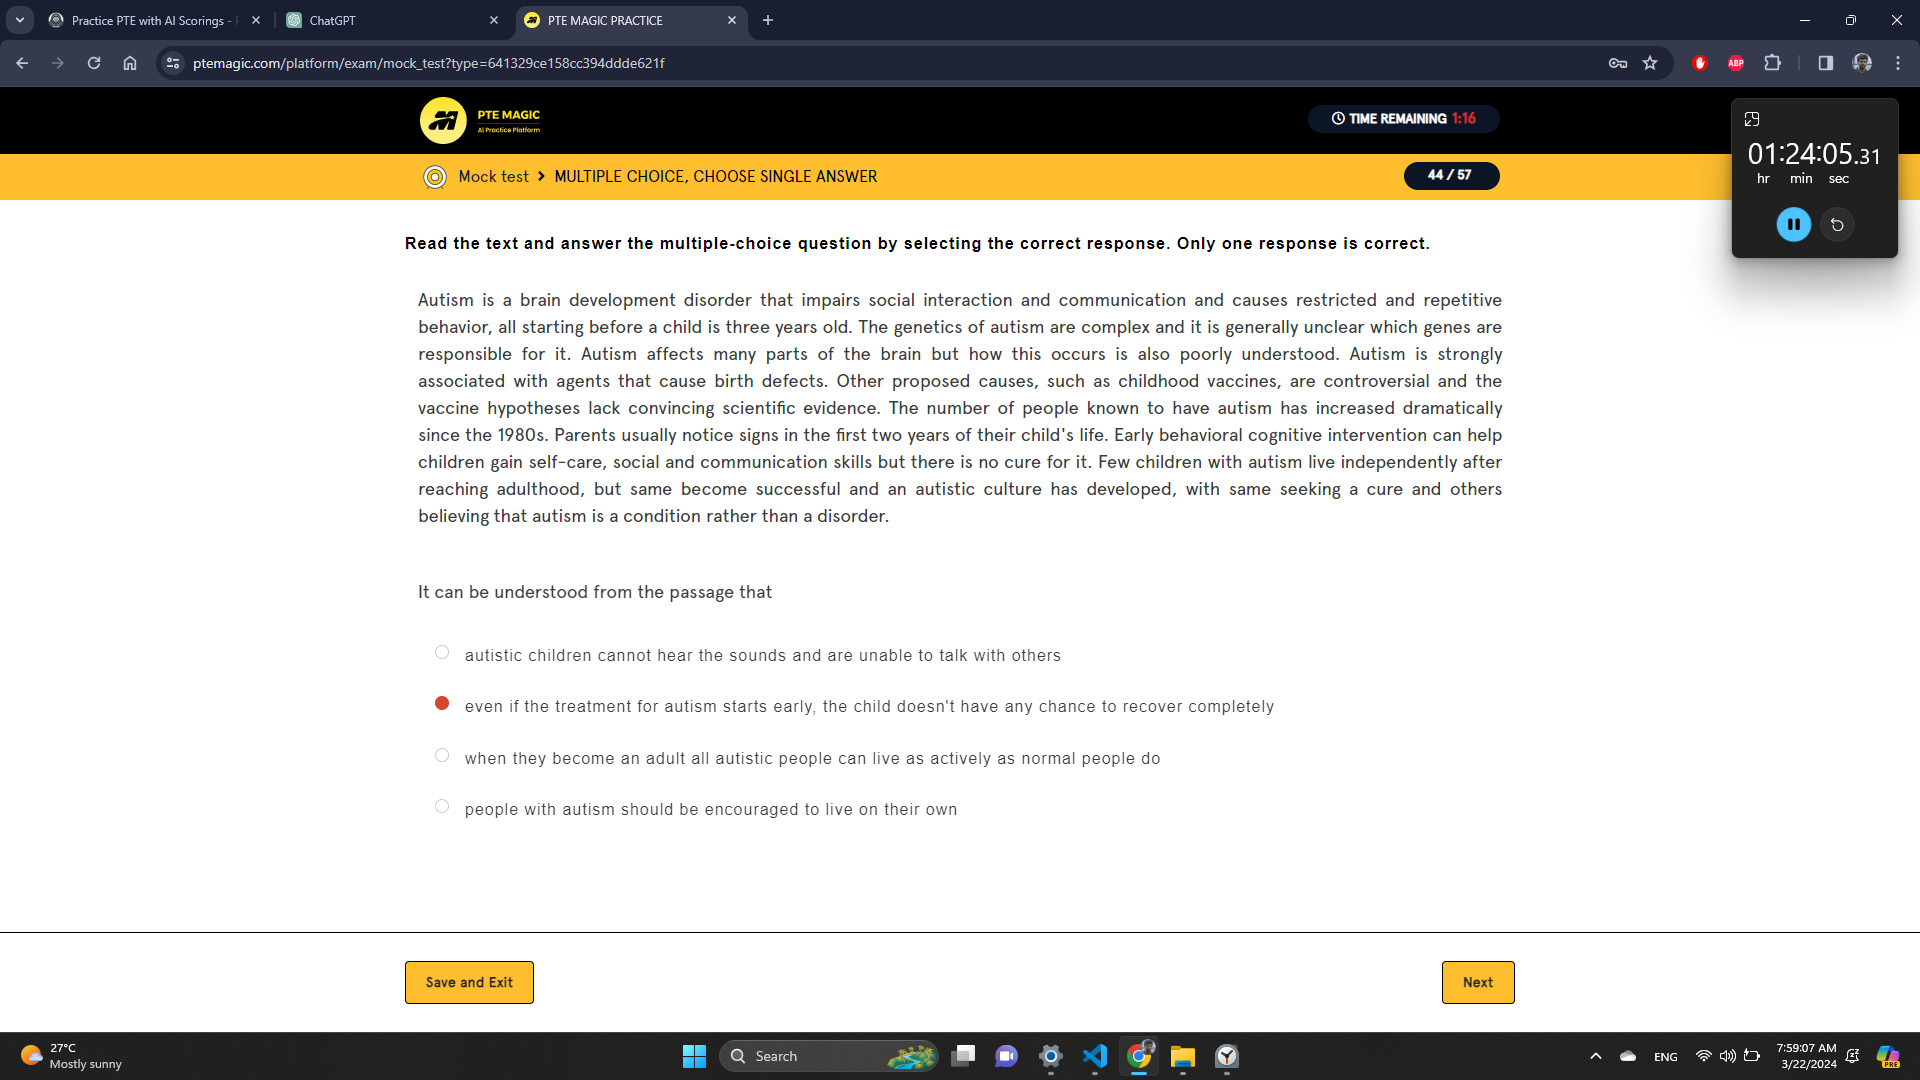 Practice PTE with AI Scorings -
ChatGPT
PTE MAGIC PRACTICE
ptemagic.com/platform/exam/mock_test?type=641329ce158cc394ddde621f
ABP
PTE MAGIC
AI Practice Platform
TIME REMAINING 1:16
01:24:05.31
hr min sec
Mock test > MULTIPLE CHOICE, CHOOSE SINGLE ANSWER
44 / 57
Read the text and answer the multiple-choice question by selecting the correct response. Only one response is correct.
Autism is a brain development disorder that impairs social interaction and communication and causes restricted and repetitive
behavior, all starting before a child is three years old. The genetics of autism are complex and it is generally unclear which genes are
responsible for it. Autism affects many parts of the brain but how this occurs is also poorly understood. Autism is strongly
associated with agents that cause birth defects. Other proposed causes, such as childhood vaccines, are controversial and the
vaccine hypotheses lack convincing scientific evidence. The number of people known to have autism has increased dramatically
since the 1980s. Parents usually notice signs in the first two years of their child's life. Early behavioral cognitive intervention can help
children gain self-care, social and communication skills but there is no cure for it. Few children with autism live independently after
reaching adulthood, but same become successful and an autistic culture has developed, with same seeking a cure and others
believing that autism is a condition rather than a disorder.
It can be understood from the passage that
autistic children cannot hear the sounds and are unable to talk with others
even if the treatment for autism starts early, the child doesn't have any chance to recover completely
when they become an adult all autistic people can live as actively as normal people do
people with autism should be encouraged to live on their own
Save and Exit
Next
27°C
Mostly sunny
Search
ENG
7:59:07 AM
3/22/2024
PRE